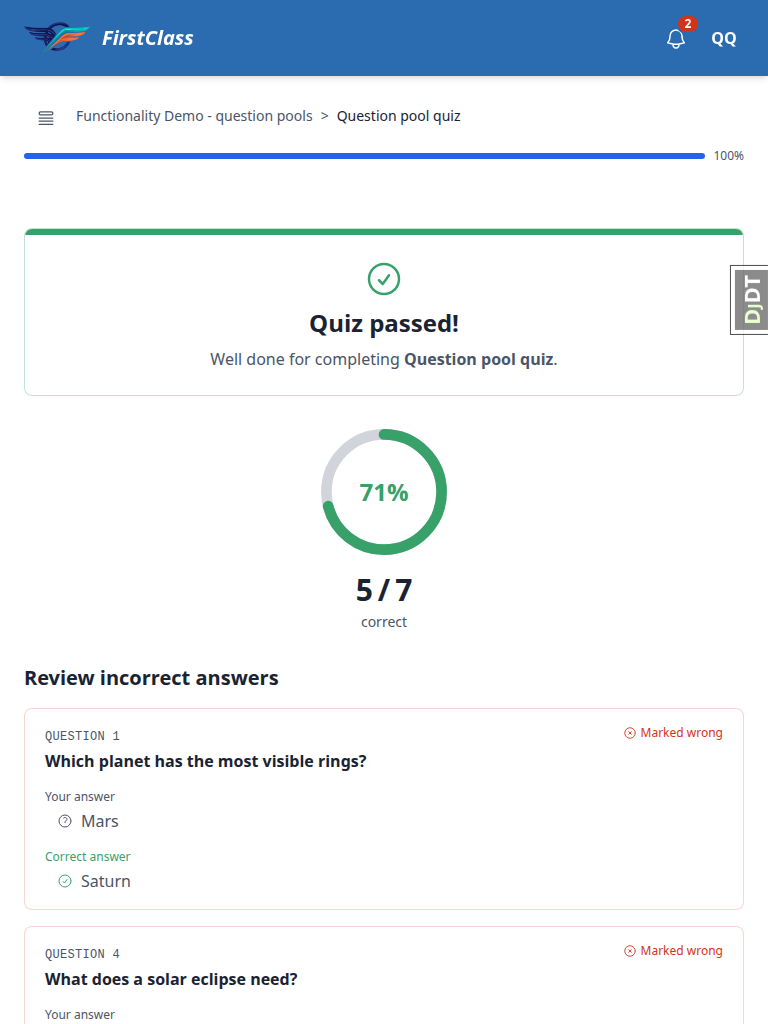 FirstClass
2
QQ
Functionality Demo - question pools > Question pool quiz
100%
DJDT
Quiz passed!
Well done for completing Question pool quiz.
71%
5 / 7
correct
Review incorrect answers
QUESTION 1
Marked wrong
Which planet has the most visible rings?
Your answer
Mars
Correct answer
Saturn
QUESTION 4
Marked wrong
What does a solar eclipse need?
Your answer